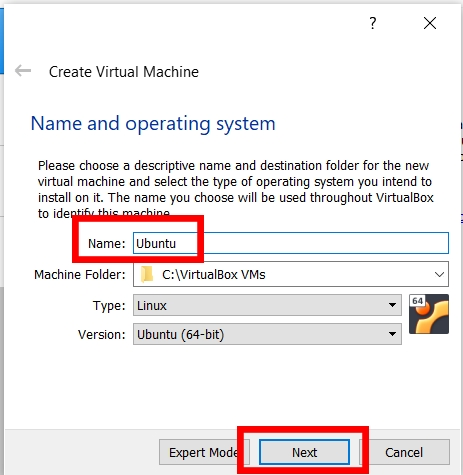 ?
Create Virtual Machine
Name and operating system
Please choose a descriptive name and destination folder for the new
virtual machine and select the type of operating system you intend to
install on it. The name you choose will be used throughout VirtualBox
to identify this machine.
Name: Ubuntu
Machine Folder: C:\VirtualBox VMs
Type: Linux
64
Version: Ubuntu (64-bit)
Expert Mode Next Cancel